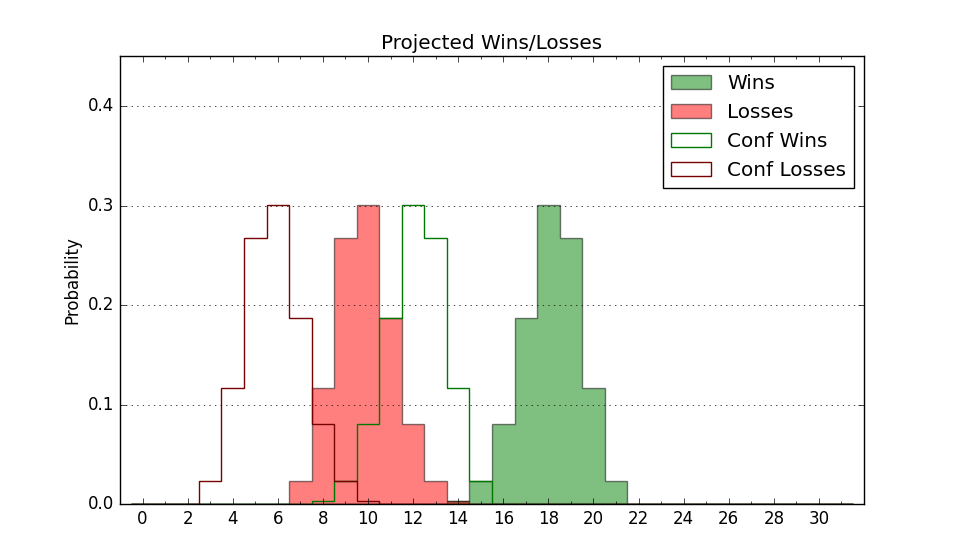 Projected Wins/Losses
Wins
Losses
Conf Wins
Conf Losses
Probability
0.4
0.3
0.2
0.1
0.0
0 2 4 6 8 10 12 14 16 18 20 22 24 26 28 30